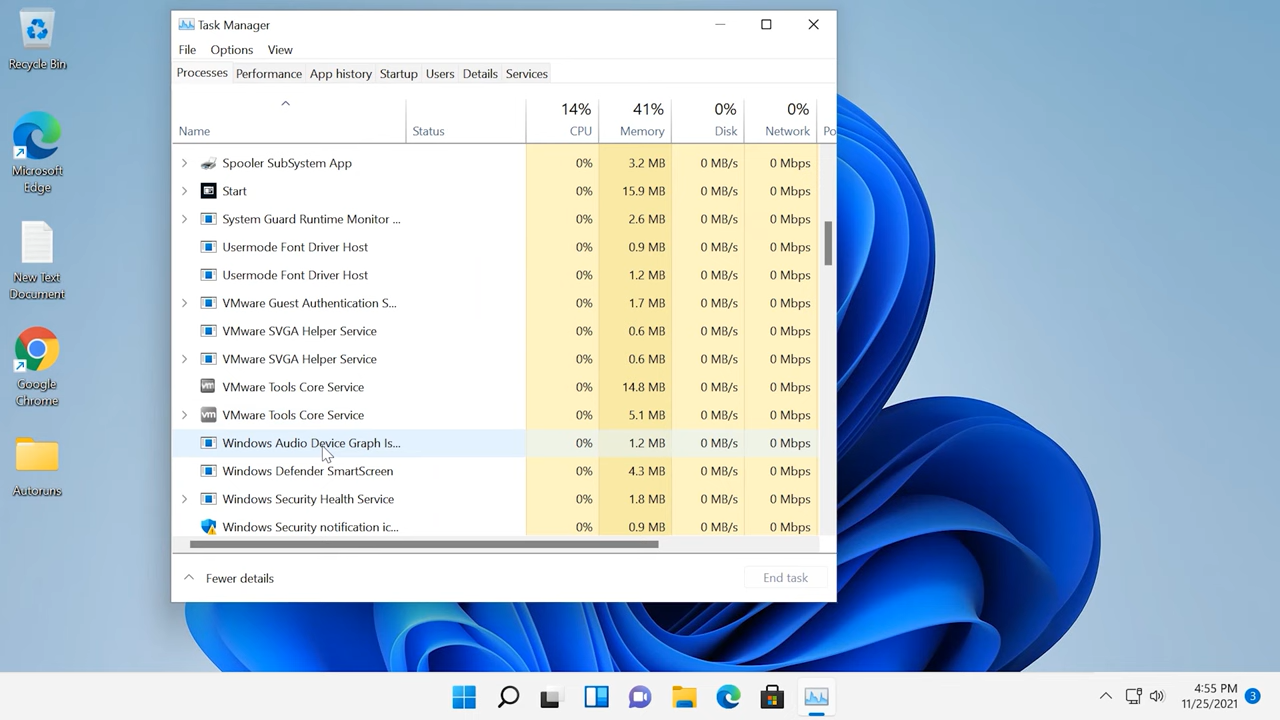 Recycle Bin
Microsoft
Edge
New Text
Document
Google
Chrome
Autoruns
Task Manager
File Options View
Processes Performance App history Startup Users Details Services
14% 41% 0% 0%
Name Status CPU Memory Disk Network Po
Spooler SubSystem App 0% 3.2 MB 0 MB/s 0 Mbps
Start 0% 15.9 MB 0 MB/s 0 Mbps
System Guard Runtime Monitor ... 0% 2.6 MB 0 MB/s 0 Mbps
Usermode Font Driver Host 0% 0.9 MB 0 MB/s 0 Mbps
Usermode Font Driver Host 0% 1.2 MB 0 MB/s 0 Mbps
VMware Guest Authentication S... 0% 1.7 MB 0 MB/s 0 Mbps
VMware SVGA Helper Service 0% 0.6 MB 0 MB/s 0 Mbps
VMware SVGA Helper Service 0% 0.6 MB 0 MB/s 0 Mbps
vm VMware Tools Core Service 0% 14.8 MB 0 MB/s 0 Mbps
vm VMware Tools Core Service 0% 5.1 MB 0 MB/s 0 Mbps
Windows Audio Device Graph Is... 0% 1.2 MB 0 MB/s 0 Mbps
Windows Defender SmartScreen 0% 4.3 MB 0 MB/s 0 Mbps
Windows Security Health Service 0% 1.8 MB 0 MB/s 0 Mbps
Windows Security notification ic... 0% 0.9 MB 0 MB/s 0 Mbps
Fewer details End task
4:55 PM
11/25/2021 3